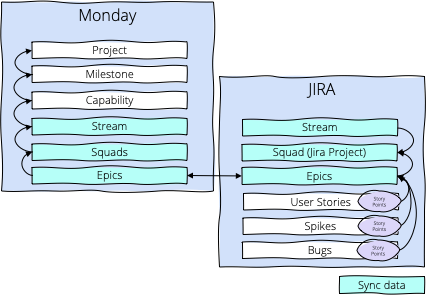 Monday
Project
Milestone
Capability
Stream
Squads
Epics
JIRA
Stream
Squad (Jira Project)
Epics
User Stories
Story
Points
Spikes
Story
Points
Bugs
Story
Points
Sync data